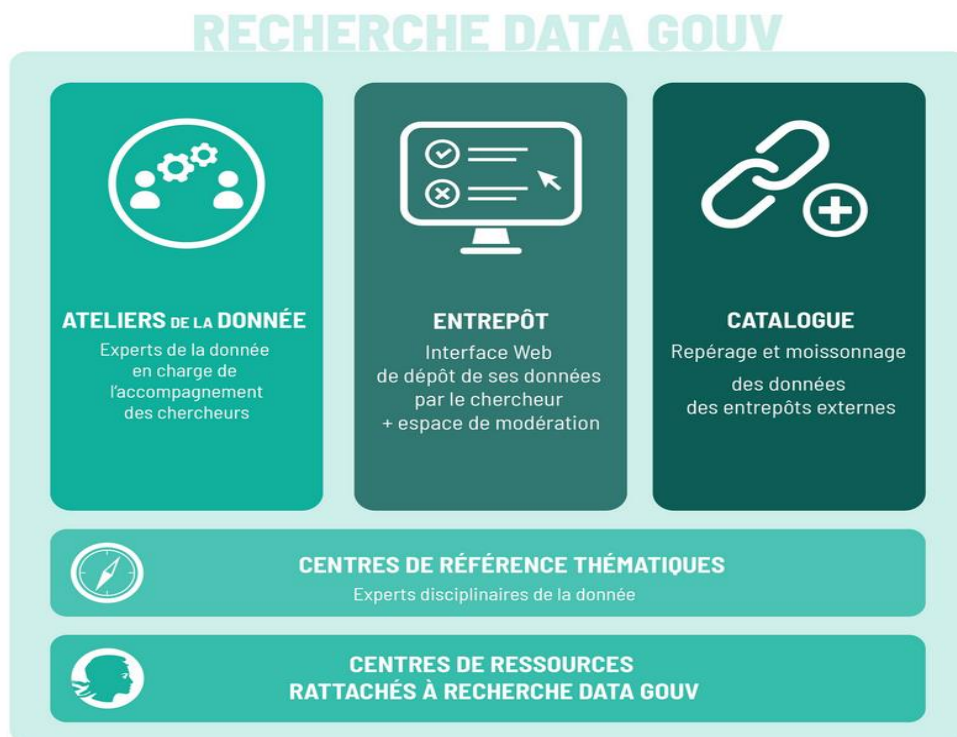 RECHERCHE DATA GOUV
ATELIERS DE LA DONNÉE
Experts de la donnée
en charge de
l'accompagnement
des chercheurs
ENTREPÔT
Interface Web
de dépôt de ses données
par le chercheur
+ espace de modération
CATALOGUE
Repérage et moissonnage
des données
des entrepôts externes
CENTRES DE RÉFÉRENCE THÉMATIQUES
Experts disciplinaires de la donnée
CENTRES DE RESSOURCES
RATTACHÉS À RECHERCHE DATA GOUV